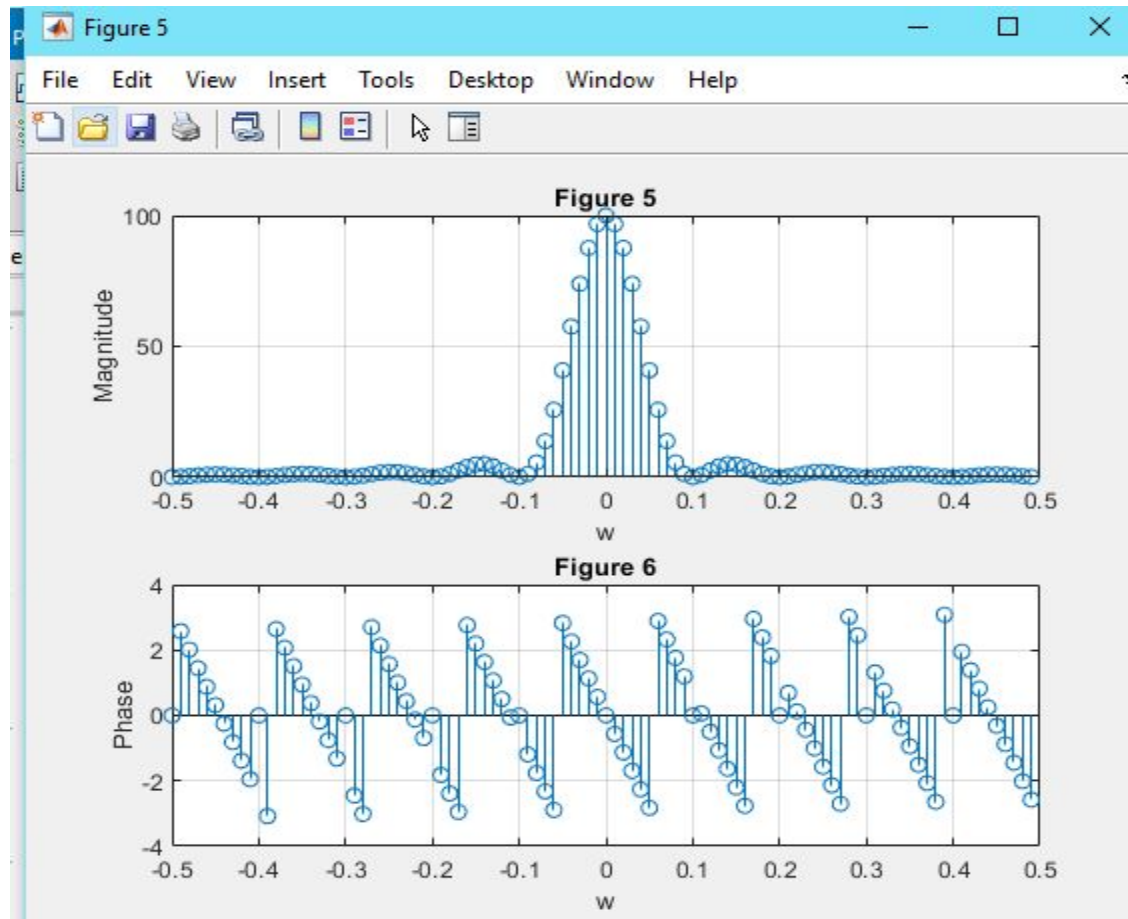 P
Figure 5
File Edit View Insert Tools Desktop Window Help
e
Figure 5
100
50
0
Magnitude
-0.5 -0.4 -0.3 -0.2 -0.1 0 0.1 0.2 0.3 0.4 0.5
w
Figure 6
4
2
0
-2
-4
Phase
-0.5 -0.4 -0.3 -0.2 -0.1 0 0.1 0.2 0.3 0.4 0.5
w